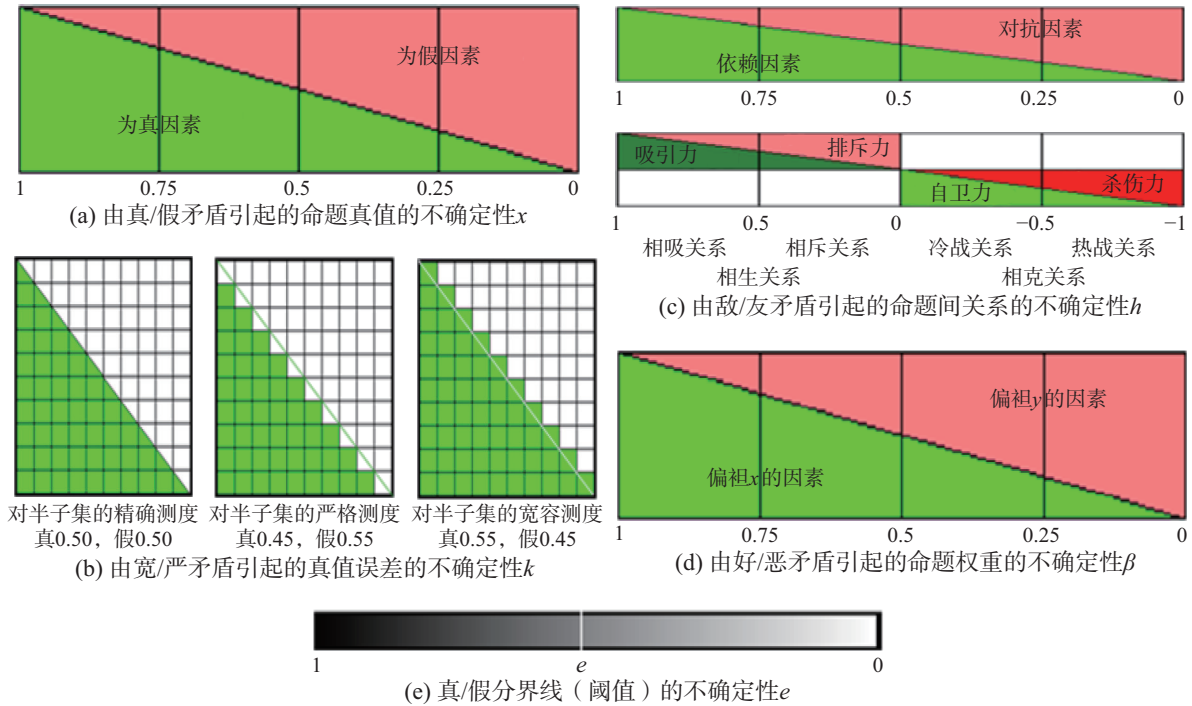 为假因素
为真因素
1 0.75 0.5 0.25 0
(a) 由真/假矛盾引起的命题真值的不确定性x
对半子集的精确测度
真0.50，假0.50
对半子集的严格测度
真0.45，假0.55
对半子集的宽容测度
真0.55，假0.45
(b) 由宽/严矛盾引起的真值误差的不确定性k
对抗因素
依赖因素
1 0.75 0.5 0.25 0
吸引力 排斥力
自卫力 杀伤力
1 0.5 0 −0.5 −1
相吸关系 相斥关系 冷战关系 热战关系
相生关系 相克关系
(c) 由敌/友矛盾引起的命题间关系的不确定性h
偏袒y的因素
偏袒x的因素
1 0.75 0.5 0.25 0
(d) 由好/恶矛盾引起的命题权重的不确定性β
1 e 0
(e) 真/假分界线（阈值）的不确定性e